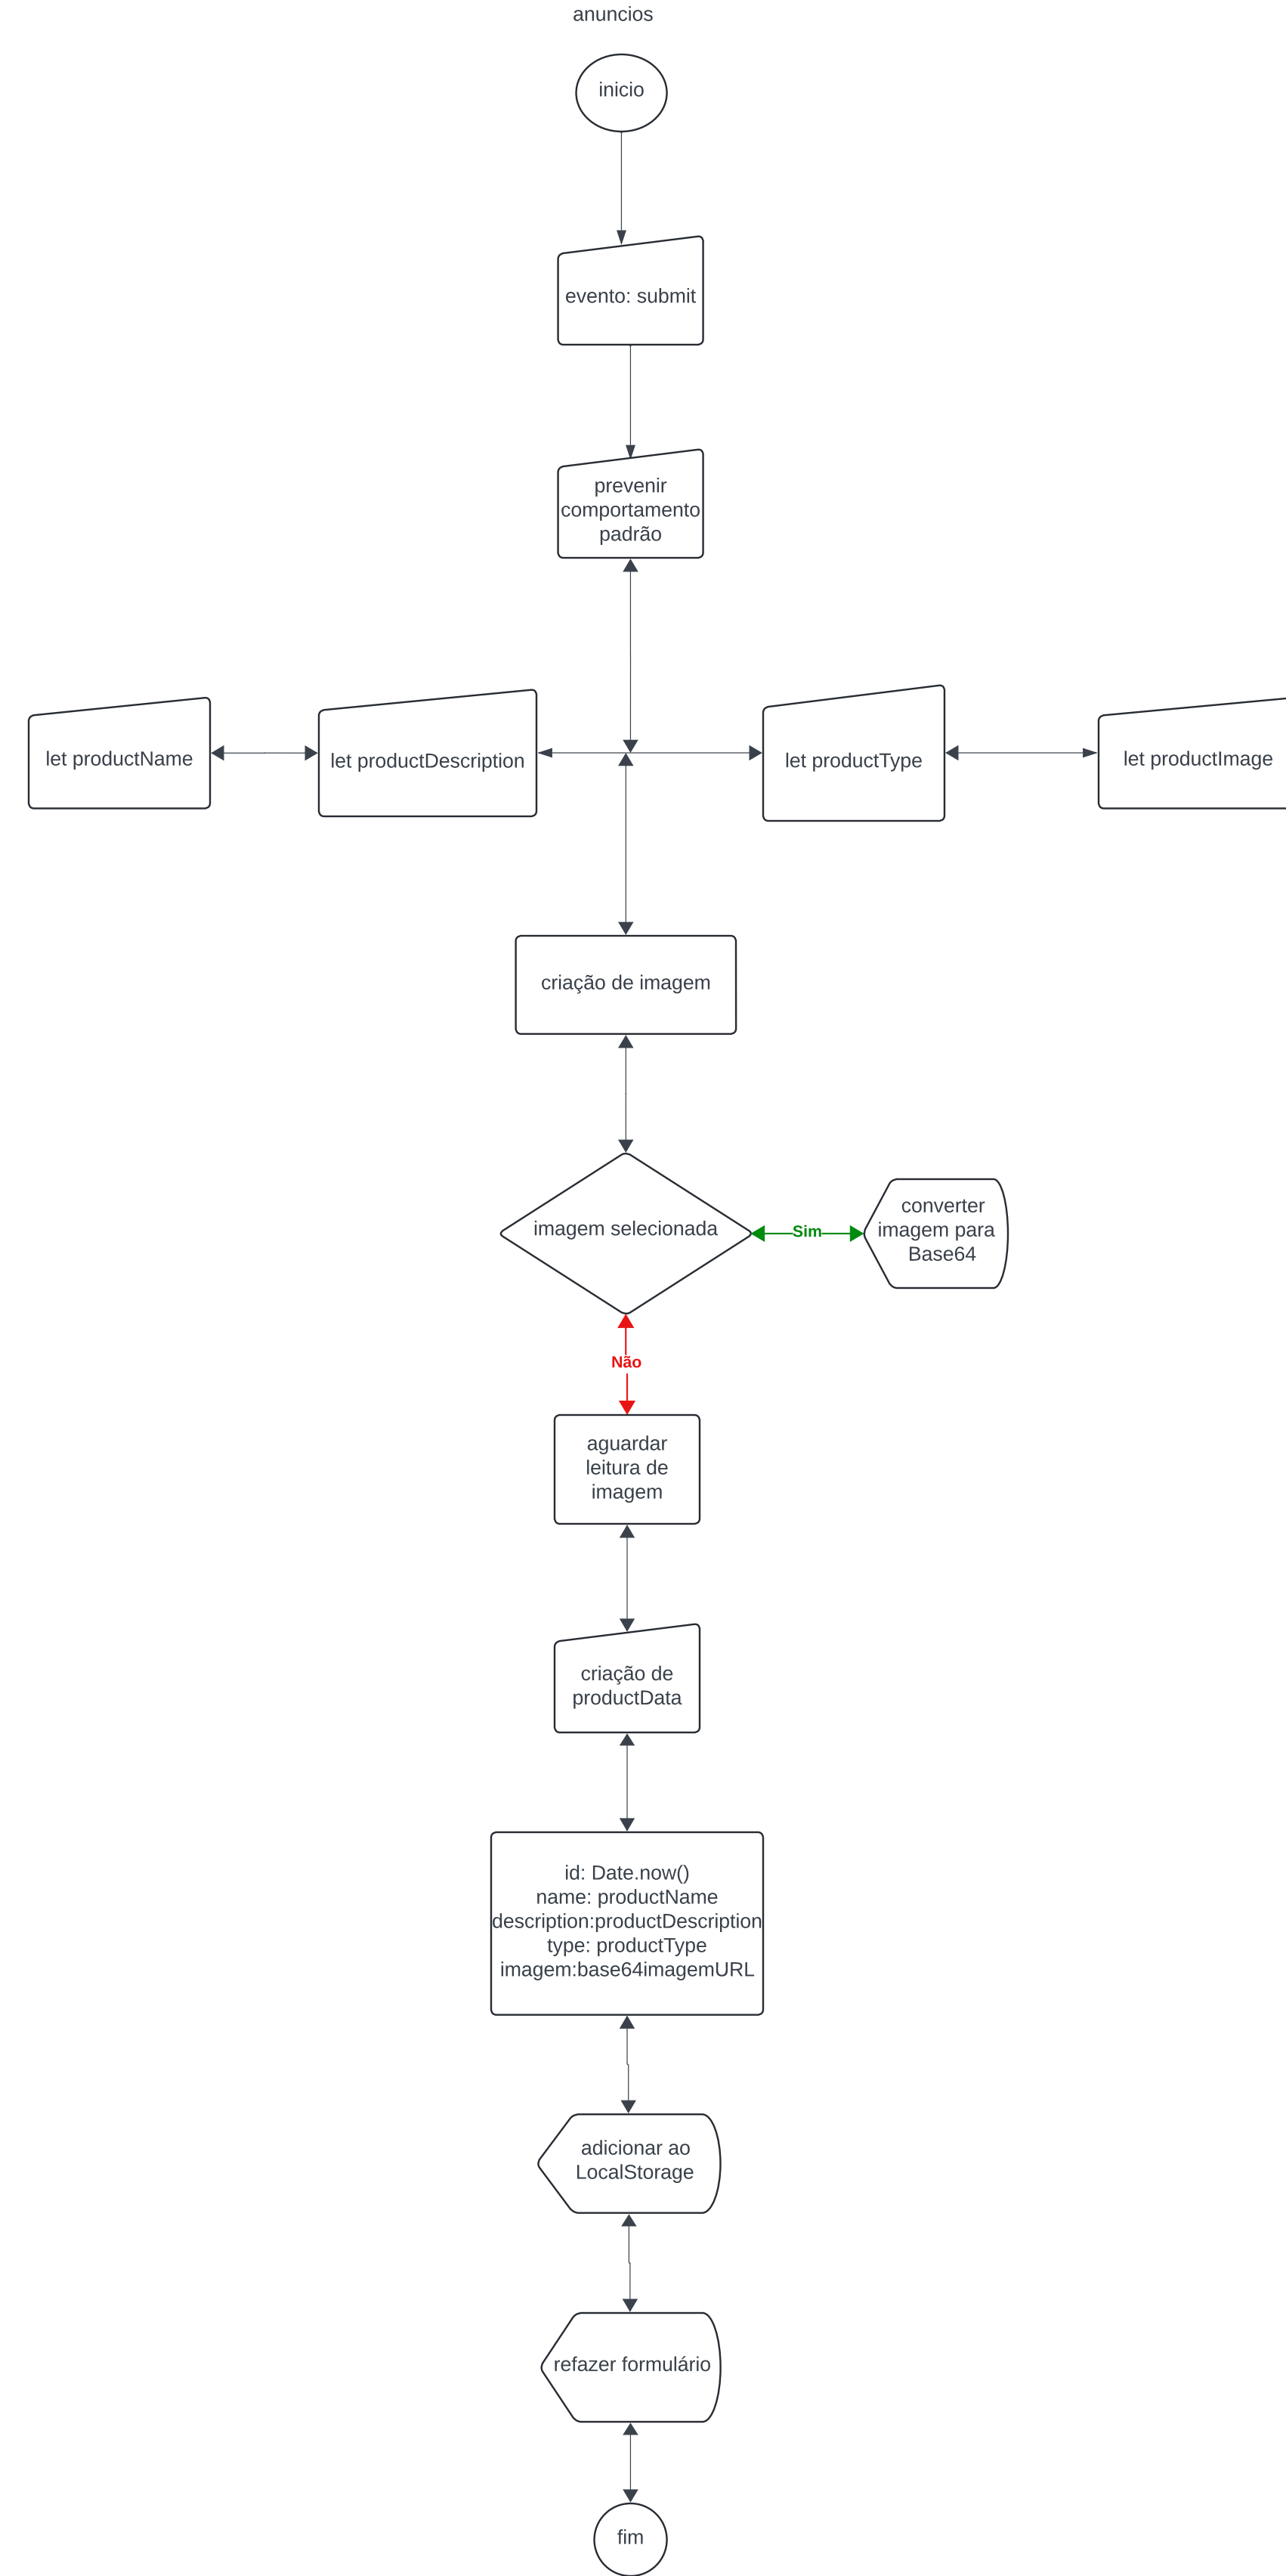 anuncios
inicio
evento: submit
prevenir
comportamento
padrão
let productName
let productDescription
let productType
let productImage
criação de imagem
imagem selecionada
Sim
converter
imagem para
Base64
Não
aguardar
leitura de
imagem
criação de
productData
id: Date.now()
name: productName
description:productDescription
type: productType
imagem:base64imagemURL
adicionar ao
LocalStorage
refazer formulário
fim